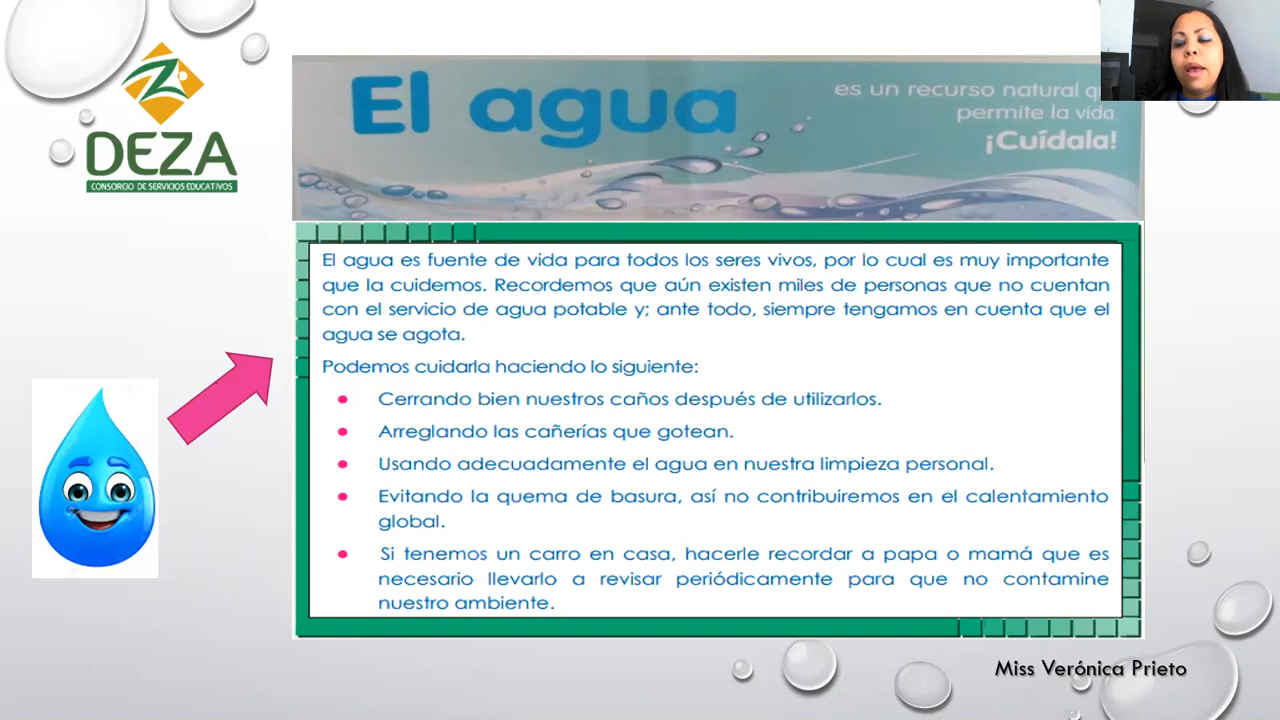 DEZA
CONSORCIO DE SERVICIOS EDUCATIVOS
El agua
es un recurso natural
permite la vida.
¡Cuídala!
El agua es fuente de vida para todos los seres vivos, por lo cual es muy importante
que la cuidemos. Recordemos que aún existen miles de personas que no cuentan
con el servicio de agua potable y; ante todo, siempre tengamos en cuenta que el
agua se agota.
Podemos cuidarla haciendo lo siguiente:
• Cerrando bien nuestros caños después de utilizarlos.
• Arreglando las cañerías que gotean.
• Usando adecuadamente el agua en nuestra limpieza personal.
• Evitando la quema de basura, así no contribuiremos en el calentamiento
global.
• Si tenemos un carro en casa, hacerle recordar a papa o mamá que es
necesario llevarlo a revisar periódicamente para que no contamine
nuestro ambiente.
Miss Verónica Prieto